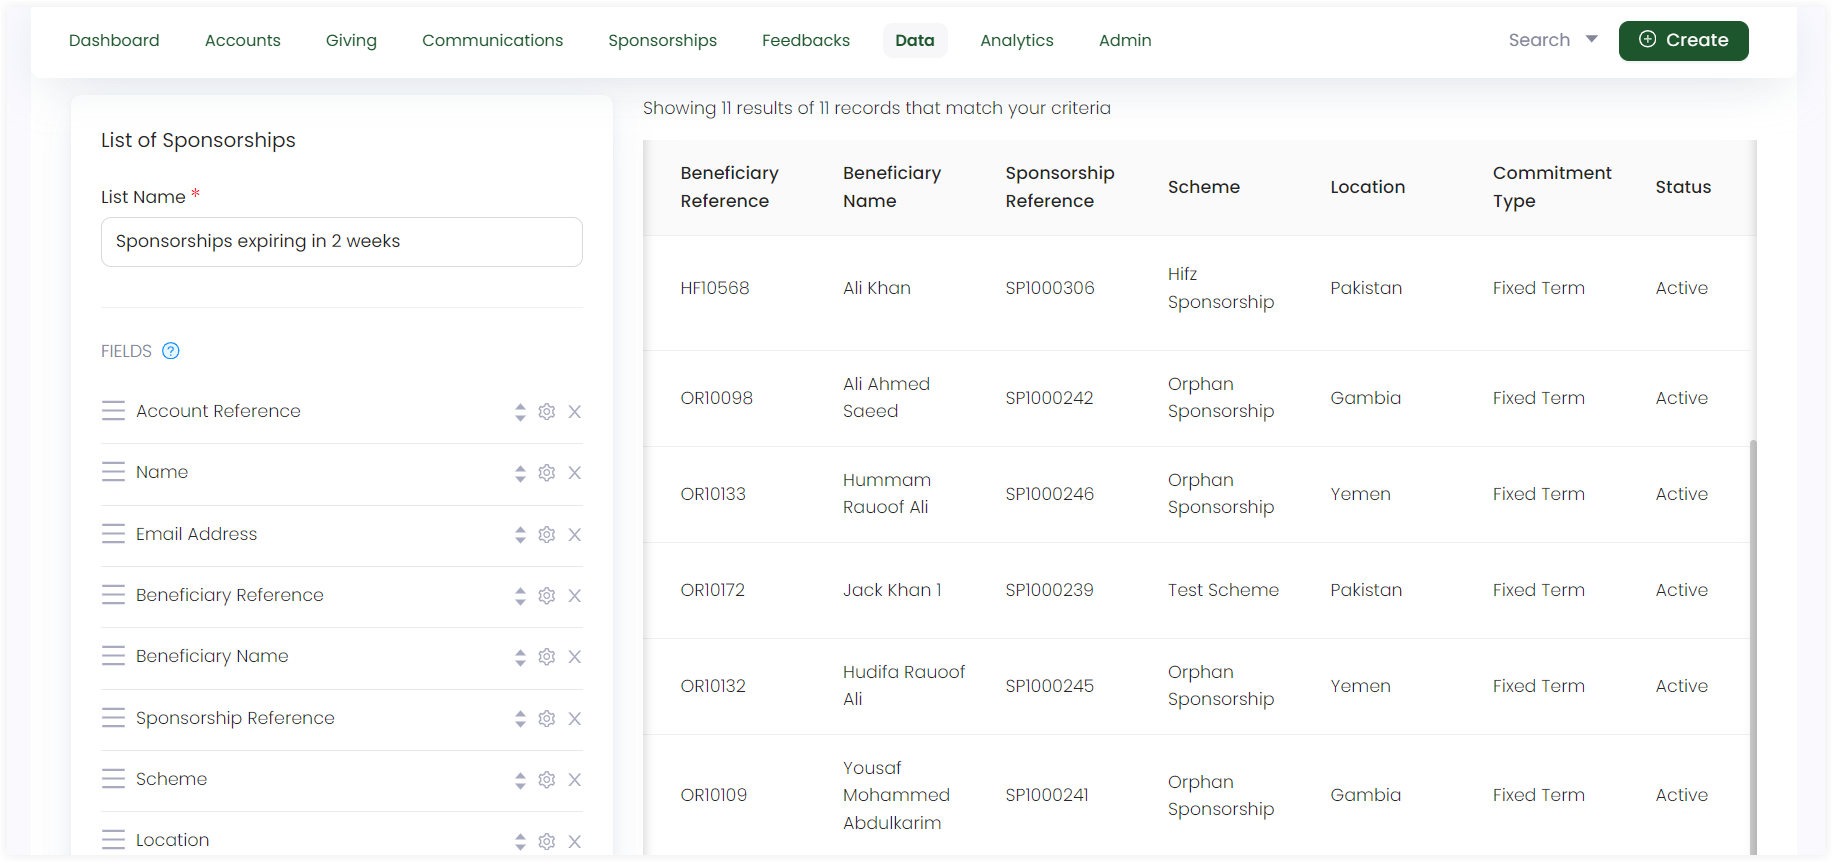 Dashboard Accounts Giving Communications Sponsorships Feedbacks Data Analytics Admin Search Create
List of Sponsorships
List Name *
Sponsorships expiring in 2 weeks
FIELDS ?
Account Reference
Name
Email Address
Beneficiary Reference
Beneficiary Name
Sponsorship Reference
Scheme
Location
Showing 11 results of 11 records that match your criteria
Beneficiary Reference Beneficiary Name Sponsorship Reference Scheme Location Commitment Type Status
HF10568 Ali Khan SP1000306 Hifz Sponsorship Pakistan Fixed Term Active
OR10098 Ali Ahmed Saeed SP1000242 Orphan Sponsorship Gambia Fixed Term Active
OR10133 Hummam Rauoof Ali SP1000246 Orphan Sponsorship Yemen Fixed Term Active
OR10172 Jack Khan 1 SP1000239 Test Scheme Pakistan Fixed Term Active
OR10132 Hudifa Rauoof Ali SP1000245 Orphan Sponsorship Yemen Fixed Term Active
OR10109 Yousaf Mohammed Abdulkarim SP1000241 Orphan Sponsorship Gambia Fixed Term Active